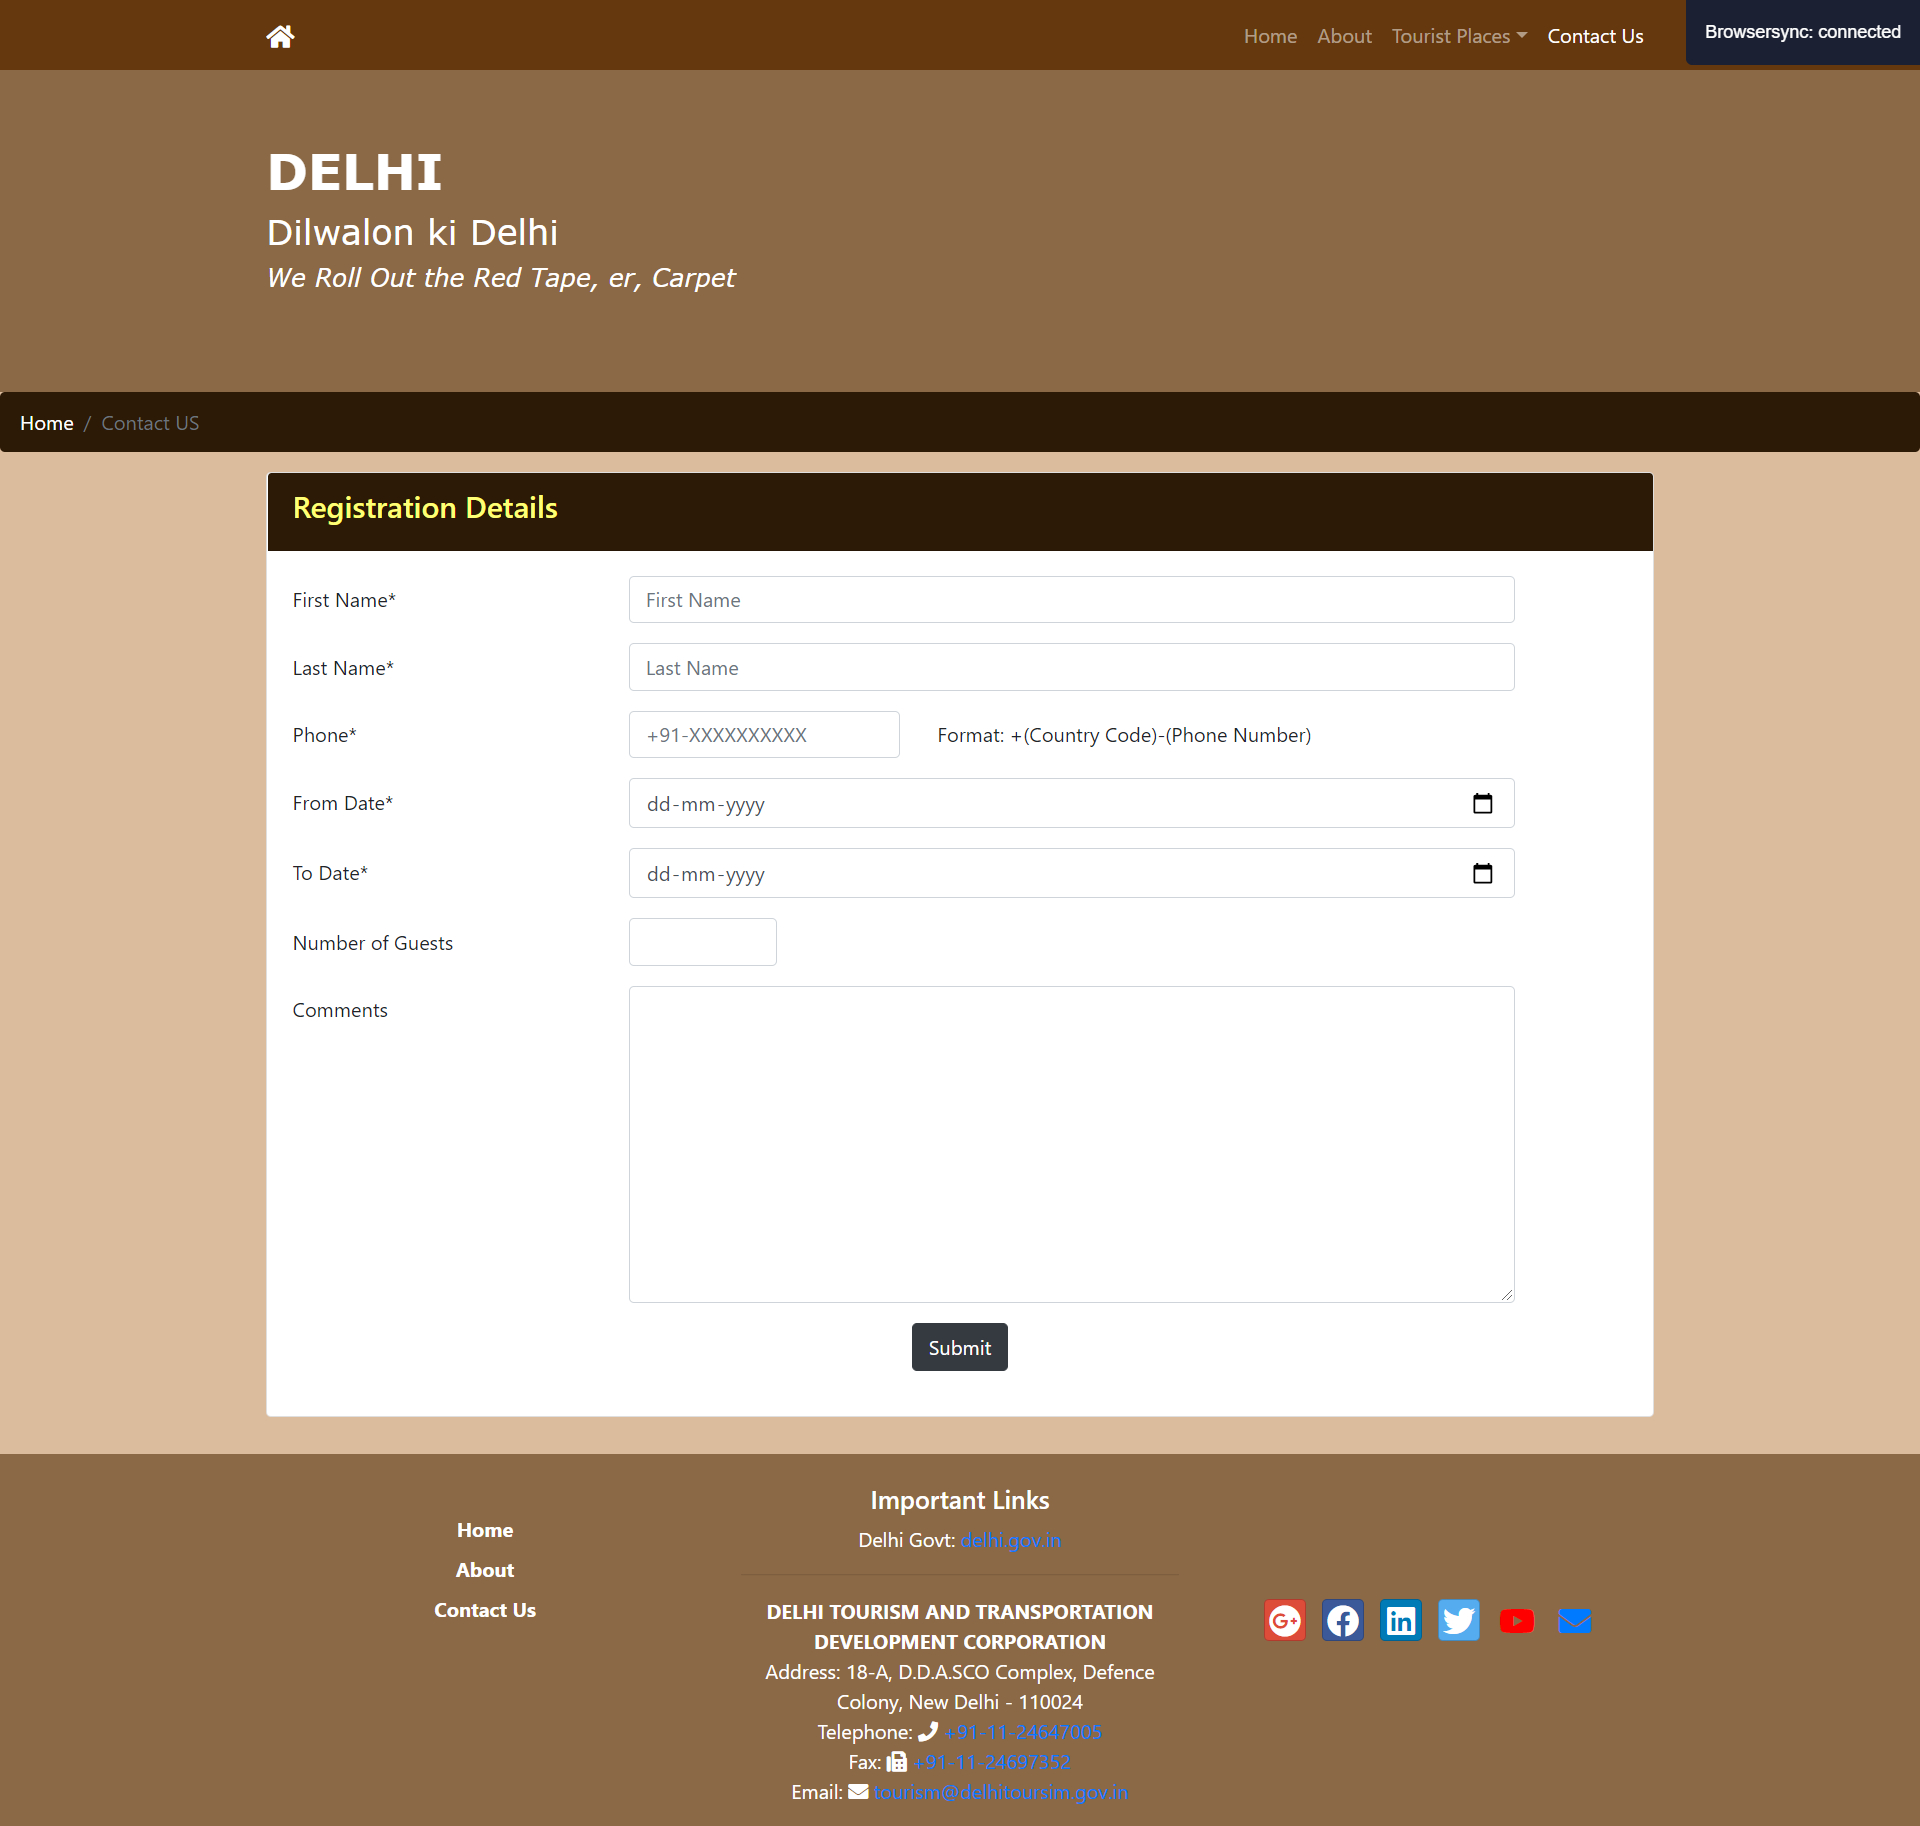 Home About Tourist Places Contact Us
Browsersync: connected
DELHI
Dilwalon ki Delhi
We Roll Out the Red Tape, er, Carpet
Home / Contact US
Registration Details
First Name* First Name
Last Name* Last Name
Phone* +91-XXXXXXXXXX Format: +(Country Code)-(Phone Number)
From Date* dd-mm-yyyy
To Date* dd-mm-yyyy
Number of Guests
Comments
Submit
Home
About
Contact Us
Important Links
Delhi Govt: delhi.gov.in
DELHI TOURISM AND TRANSPORTATION
DEVELOPMENT CORPORATION
Address: 18-A, D.D.A.SCO Complex, Defence
Colony, New Delhi - 110024
Telephone: +91-11-24647005
Fax: +91-11-24697352
Email: tourism@delhitoursim.gov.in